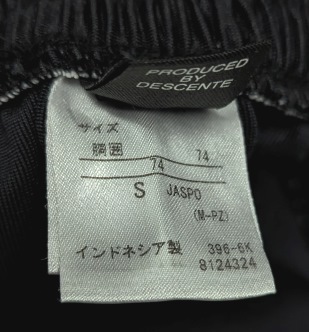 PRODUCED BY
DESCENTE
サイズ
胴囲 74
74
S JASPO
(M-PZ)
インドネシア製 396-6K
8124324